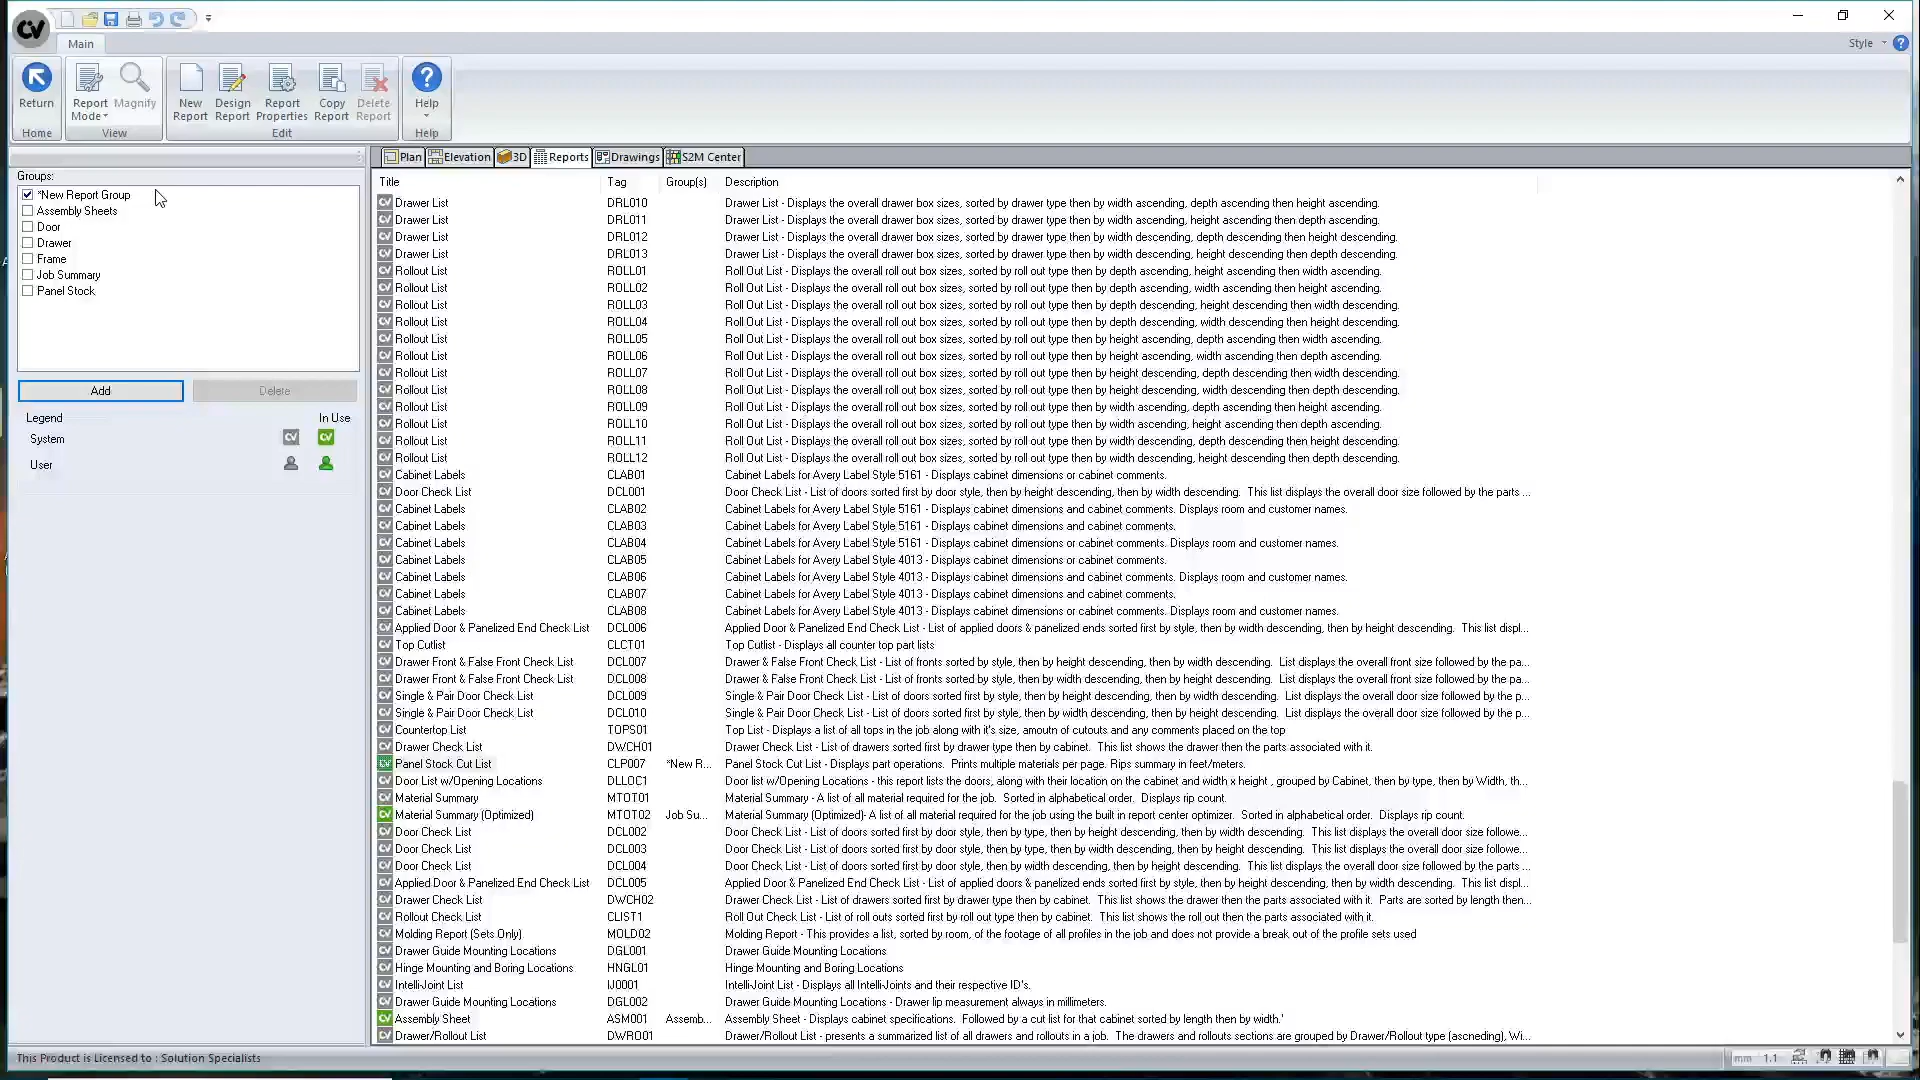 CV
Main
Style
Return
Report Mode
Magnify
New Report
Design Report
Report Properties
Copy Report
Delete Report
Help
Home
View
Edit
Help
Plan
Elevation
3D
Reports
Drawings
S2M Center
Groups:
*New Report Group
Assembly Sheets
Door
Drawer
Frame
Job Summary
Panel Stock
Add
Delete
Legend In Use
System
User
Title Tag Group(s) Description
Drawer List DRL010 Drawer List - Displays the overall drawer box sizes, sorted by drawer type then by width ascending, depth ascending then height ascending.
Drawer List DRL011 Drawer List - Displays the overall drawer box sizes, sorted by drawer type then by width ascending, height ascending then depth ascending.
Drawer List DRL012 Drawer List - Displays the overall drawer box sizes, sorted by drawer type then by width descending, depth descending then height descending.
Drawer List DRL013 Drawer List - Displays the overall drawer box sizes, sorted by drawer type then by width descending, height descending then depth descending.
Rollout List ROLL01 Roll Out List - Displays the overall roll out box sizes, sorted by roll out type then by depth ascending, height ascending then width ascending.
Rollout List ROLL02 Roll Out List - Displays the overall roll out box sizes, sorted by roll out type then by depth ascending, width ascending then height ascending.
Rollout List ROLL03 Roll Out List - Displays the overall roll out box sizes, sorted by roll out type then by depth descending, height descending then width descending.
Rollout List ROLL04 Roll Out List - Displays the overall roll out box sizes, sorted by roll out type then by depth descending, width descending then height descending.
Rollout List ROLL05 Roll Out List - Displays the overall roll out box sizes, sorted by roll out type then by height ascending, depth ascending then width ascending.
Rollout List ROLL06 Roll Out List - Displays the overall roll out box sizes, sorted by roll out type then by height ascending, width ascending then depth ascending.
Rollout List ROLL07 Roll Out List - Displays the overall roll out box sizes, sorted by roll out type then by height descending, depth descending then width descending.
Rollout List ROLL08 Roll Out List - Displays the overall roll out box sizes, sorted by roll out type then by height descending, width descending then depth descending.
Rollout List ROLL09 Roll Out List - Displays the overall roll out box sizes, sorted by roll out type then by width ascending, depth ascending then height ascending.
Rollout List ROLL10 Roll Out List - Displays the overall roll out box sizes, sorted by roll out type then by width ascending, height ascending then depth ascending.
Rollout List ROLL11 Roll Out List - Displays the overall roll out box sizes, sorted by roll out type then by width descending, depth descending then height descending.
Rollout List ROLL12 Roll Out List - Displays the overall roll out box sizes, sorted by roll out type then by width descending, height descending then depth descending.
Cabinet Labels CLAB01 Cabinet Labels for Avery Label Style 5161 - Displays cabinet dimensions or cabinet comments.
Door Check List DCL001 Door Check List - List of doors sorted first by door style, then by height descending, then by width descending. This list displays the overall door size followed by the parts ...
Cabinet Labels CLAB02 Cabinet Labels for Avery Label Style 5161 - Displays cabinet dimensions and cabinet comments. Displays room and customer names.
Cabinet Labels CLAB03 Cabinet Labels for Avery Label Style 5161 - Displays cabinet dimensions and cabinet comments.
Cabinet Labels CLAB04 Cabinet Labels for Avery Label Style 5161 - Displays cabinet dimensions or cabinet comments. Displays room and customer names.
Cabinet Labels CLAB05 Cabinet Labels for Avery Label Style 4013 - Displays cabinet dimensions or cabinet comments.
Cabinet Labels CLAB06 Cabinet Labels for Avery Label Style 4013 - Displays cabinet dimensions and cabinet comments. Displays room and customer names.
Cabinet Labels CLAB07 Cabinet Labels for Avery Label Style 4013 - Displays cabinet dimensions and cabinet comments.
Cabinet Labels CLAB08 Cabinet Labels for Avery Label Style 4013 - Displays cabinet dimensions or cabinet comments. Displays room and customer names.
Applied Door & Panelized End Check List DCL006 Applied Door & Panelized End Check List - List of applied doors & panelized ends sorted first by style, then by width descending, then by height descending. This list displ...
Top Cutlist CLCT01 Top Cutlist - Displays all counter top part lists
Drawer Front & False Front Check List DCL007 Drawer & False Front Check List - List of fronts sorted by style, then by height descending, then by width descending. List displays the overall front size followed by the pa...
Drawer Front & False Front Check List DCL008 Drawer & False Front Check List - List of fronts sorted by style, then by width descending, then by height descending. List displays the overall front size followed by the pa...
Single & Pair Door Check List DCL009 Single & Pair Door Check List - List of doors sorted first by style, then by height descending, then by width descending. List displays the overall door size followed by the p...
Single & Pair Door Check List DCL010 Single & Pair Door Check List - List of doors sorted first by style, then by width descending, then by height descending. List displays the overall door size followed by the p...
Countertop List TOPS01 Top List - Displays a list of all tops in the job along with it's size, amoutn of cutouts and any comments placed on the top
Drawer Check List DWCH01 Drawer Check List - List of drawers sorted first by drawer type then by cabinet. This list shows the drawer then the parts associated with it.
Panel Stock Cut List CLP007 *New R... Panel Stock Cut List - Displays part operations. Prints multiple materials per page. Rips summary in feet/meters.
Door List w/Opening Locations DLLOC1 Door list w/Opening Locations - this report lists the doors, along with their location on the cabinet and width x height , grouped by Cabinet, then by type, then by Width, th...
Material Summary MTOT01 Material Summary - A list of all material required for the job. Sorted in alphabetical order. Displays rip count.
Material Summary (Optimized) MTOT02 Job Su... Material Summary (Optimized)- A list of all material required for the job using the built in report center optimizer. Sorted in alphabetical order. Displays rip count.
Door Check List DCL002 Door Check List - List of doors sorted first by door style, then by type, then by height descending, then by width descending. This list displays the overall door size followe...
Door Check List DCL003 Door Check List - List of doors sorted first by door style, then by type, then by width descending, then by height descending. This list displays the overall door size followe...
Door Check List DCL004 Door Check List - List of doors sorted first by door style, then by width descending, then by height descending. This list displays the overall door size followed by the parts ...
Applied Door & Panelized End Check List DCL005 Applied Door & Panelized End Check List - List of applied doors & panelized ends sorted first by style, then by height descending, then by width descending. This list displ...
Drawer Check List DWCH02 Drawer Check List - List of drawers sorted first by drawer type then by cabinet. This list shows the drawer then the parts associated with it. Parts are sorted by length then...
Rollout Check List CLIST1 Roll Out Check List - List of roll outs sorted first by roll out type then by cabinet. This list shows the roll out then the parts associated with it.
Molding Report (Sets Only) MOLD02 Molding Report - This provides a list, sorted by room, of the footage of all profiles in the job and does not provide a break out of the profile sets used
Drawer Guide Mounting Locations DGL001 Drawer Guide Mounting Locations
Hinge Mounting and Boring Locations HNGL01 Hinge Mounting and Boring Locations
Intelli-Joint List IJ0001 Intelli-Joint List - Displays all Intelli-Joints and their respective ID's.
Drawer Guide Mounting Locations DGL002 Drawer Guide Mounting Locations - Drawer lip measurement always in millimeters.
Assembly Sheet ASM001 Assemb... Assembly Sheet - Displays cabinet specifications. Followed by a cut list for that cabinet sorted by length then by width.'
Drawer/Rollout List DWRO01 Drawer/Rollout List - presents a summarized list of all drawers and rollouts in a job. The drawers and rollouts sections are grouped by Drawer/Rollout type (ascneding), Wi...
This Product is Licensed to : Solution Specialists
mm 1:1